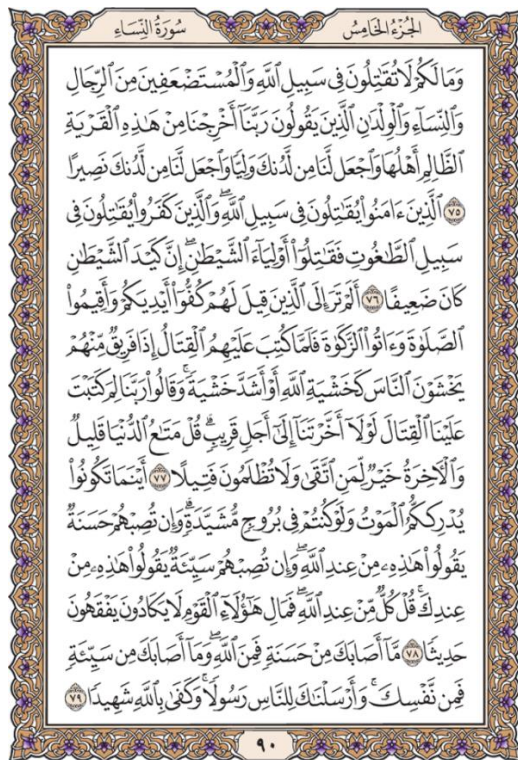 سُورَةُ النِّسَاءِ
الجُزْءُ الخَامِسُ
وَمَا لَكُمْ لَا تُقَٰتِلُونَ فِى سَبِيلِ ٱللَّهِ وَٱلْمُسْتَضْعَفِينَ مِنَ ٱلرِّجَالِ
وَٱلنِّسَآءِ وَٱلْوِلْدَٰنِ ٱلَّذِينَ يَقُولُونَ رَبَّنَآ أَخْرِجْنَا مِنْ هَٰذِهِ ٱلْقَرْيَةِ
ٱلظَّالِمِ أَهْلُهَا وَٱجْعَل لَّنَا مِن لَّدُنكَ وَلِيًّا وَٱجْعَل لَّنَا مِن لَّدُنكَ نَصِيرًا
٧٥ ٱلَّذِينَ ءَامَنُوا۟ يُقَٰتِلُونَ فِى سَبِيلِ ٱللَّهِ ۖ وَٱلَّذِينَ كَفَرُوا۟ يُقَٰتِلُونَ فِى
سَبِيلِ ٱلطَّٰغُوتِ فَقَٰتِلُوٓا۟ أَوْلِيَآءَ ٱلشَّيْطَٰنِ ۖ إِنَّ كَيْدَ ٱلشَّيْطَٰنِ
كَانَ ضَعِيفًا ٧٦ أَلَمْ تَرَ إِلَى ٱلَّذِينَ قِيلَ لَهُمْ كُفُّوٓا۟ أَيْدِيَكُمْ وَأَقِيمُوا۟
ٱلصَّلَوٰةَ وَءَاتُوا۟ ٱلزَّكَوٰةَ فَلَمَّا كُتِبَ عَلَيْهِمُ ٱلْقِتَالُ إِذَا فَرِيقٌ مِّنْهُمْ
يَخْشَوْنَ ٱلنَّاسَ كَخَشْيَةِ ٱللَّهِ أَوْ أَشَدَّ خَشْيَةً ۚ وَقَالُوا۟ رَبَّنَا لِمَ كَتَبْتَ
عَلَيْنَا ٱلْقِتَالَ لَوْلَآ أَخَّرْتَنَآ إِلَىٰٓ أَجَلٍ قَرِيبٍ ۗ قُلْ مَتَٰعُ ٱلدُّنْيَا قَلِيلٌ
وَٱلْءَاخِرَةُ خَيْرٌ لِّمَنِ ٱتَّقَىٰ وَلَا تُظْلَمُونَ فَتِيلًا ٧٧ أَيْنَمَا تَكُونُوا۟
يُدْرِككُّمُ ٱلْمَوْتُ وَلَوْ كُنتُمْ فِى بُرُوجٍ مُّشَيَّدَةٍ ۗ وَإِن تُصِبْهُمْ حَسَنَةٌ
يَقُولُوا۟ هَٰذِهِۦ مِنْ عِندِ ٱللَّهِ ۖ وَإِن تُصِبْهُمْ سَيِّئَةٌ يَقُولُوا۟ هَٰذِهِۦ مِنْ
عِندِكَ ۚ قُلْ كُلٌّ مِّنْ عِندِ ٱللَّهِ ۖ فَمَالِ هَٰٓؤُلَآءِ ٱلْقَوْمِ لَا يَكَادُونَ يَفْقَهُونَ
حَدِيثًا ٧٨ مَّآ أَصَابَكَ مِنْ حَسَنَةٍ فَمِنَ ٱللَّهِ ۖ وَمَآ أَصَابَكَ مِن سَيِّئَةٍ
فَمِن نَّفْسِكَ ۚ وَأَرْسَلْنَٰكَ لِلنَّاسِ رَسُولًا ۚ وَكَفَىٰ بِٱللَّهِ شَهِيدًا ٧٩
٩٠